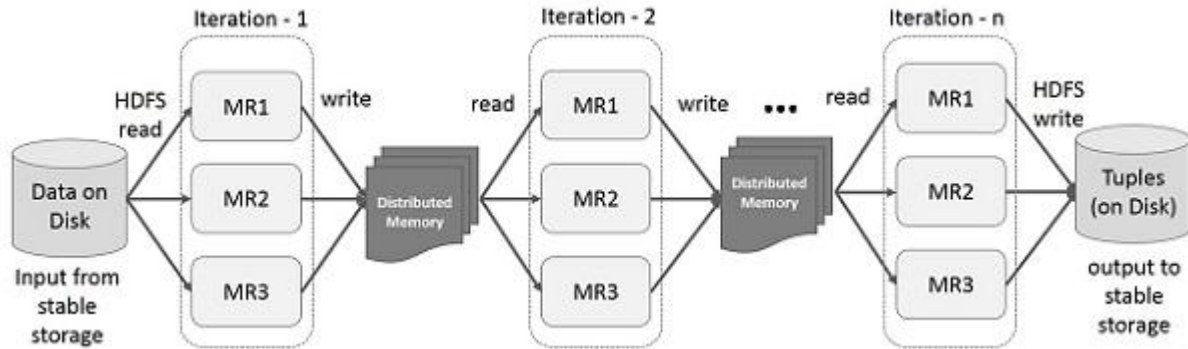 Iteration - 1
Iteration - 2
Iteration - n
HDFS
read
MR1
write
read
MR1
write
...
read
MR1
HDFS
write
Data on
Disk
MR2
Distributed
Memory
MR2
Distributed
Memory
MR2
Tuples
(on Disk)
Input from
stable
storage
MR3
MR3
MR3
output to
stable
storage